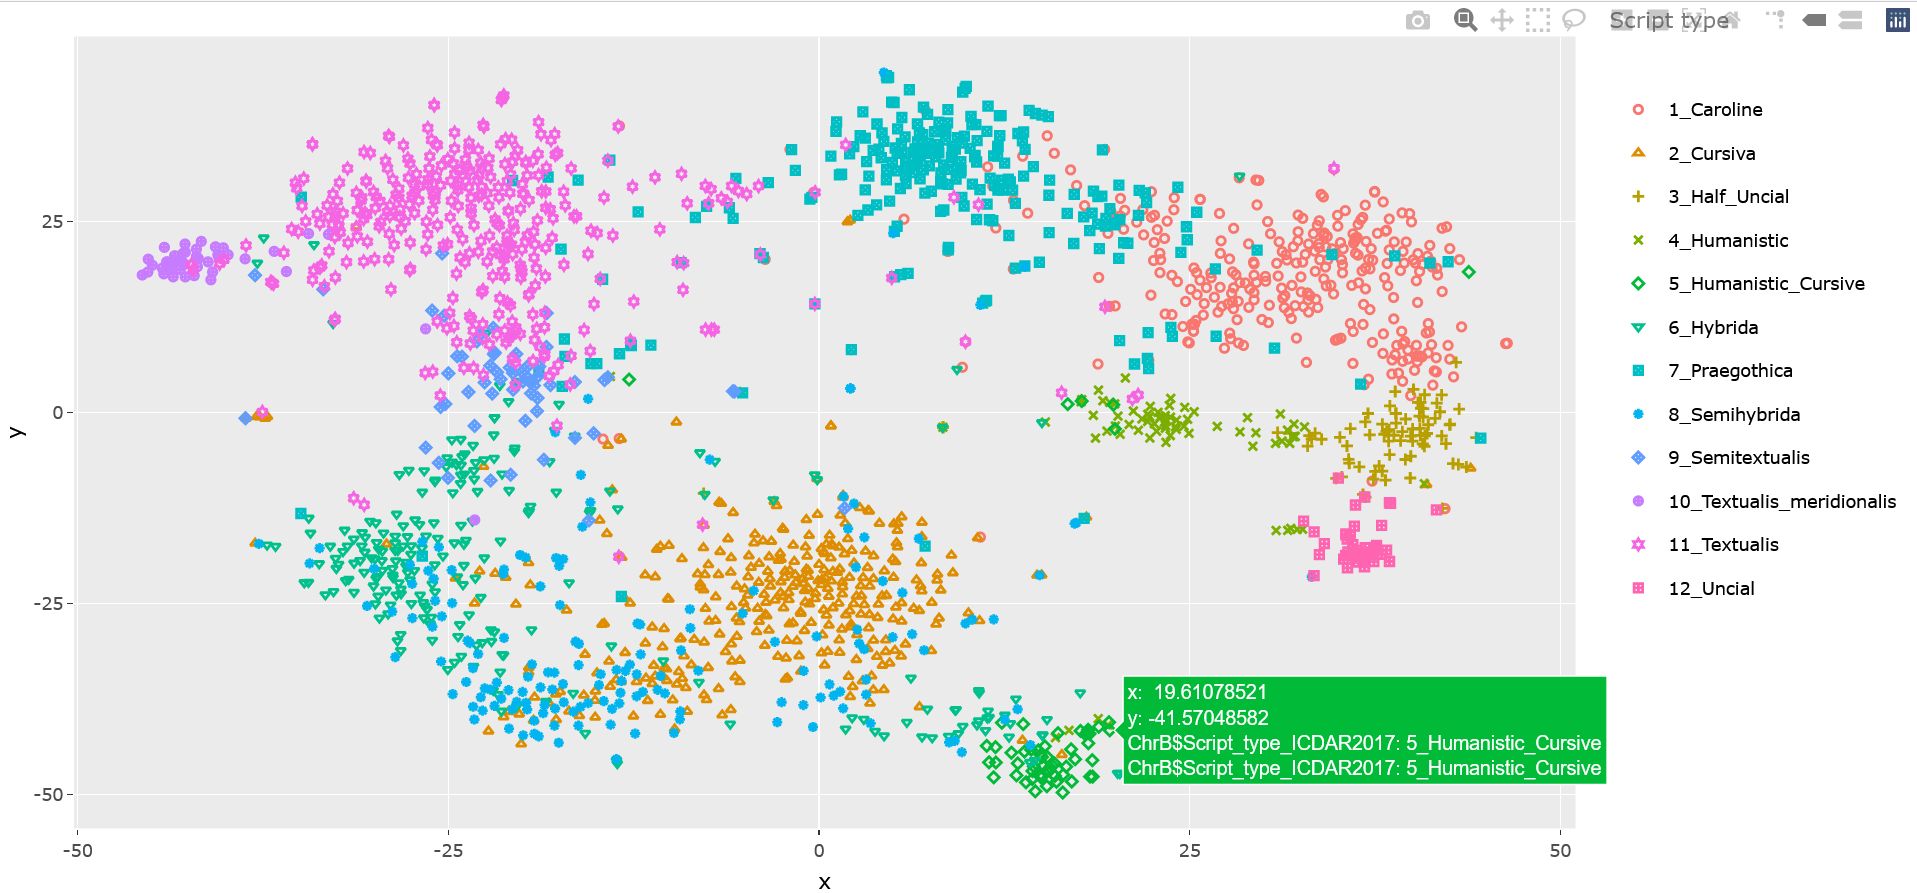 Script type
1_Caroline
2_Cursiva
3_Half_Uncial
4_Humanistic
5_Humanistic_Cursive
6_Hybrida
7_Praegothica
8_Semihybrida
9_Semitextualis
10_Textualis_meridionalis
11_Textualis
12_Uncial
25
0
-25
-50
y
x: 19.61078521
y: -41.57048582
ChrB$Script_type_ICDAR2017: 5_Humanistic_Cursive
ChrB$Script_type_ICDAR2017: 5_Humanistic_Cursive
-50
-25
0
25
50
x